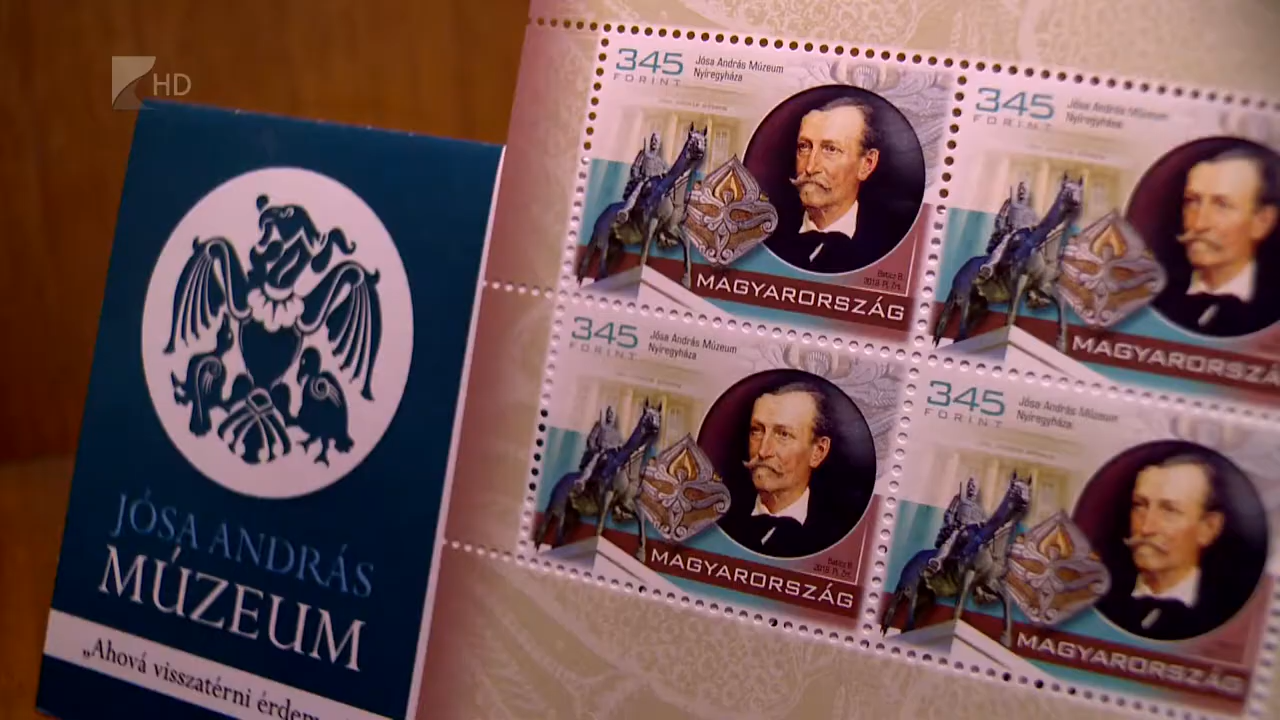 HD
JÓSA ANDRÁS
MÚZEUM
„Ahová visszatérni
345
FORINT
Jósa András Múzeum
Nyíregyháza
Batisz B.
MAGYARORSZÁG
345
FORINT
Jósa András Múzeum
Nyíregyháza
MAGYARORSZÁG
345
FORINT
Jósa András Múzeum
Nyíregyháza
MAGYARORSZÁG
345
FORINT
Jósa András Múzeum
Nyíregyháza
MAGYARORSZÁG